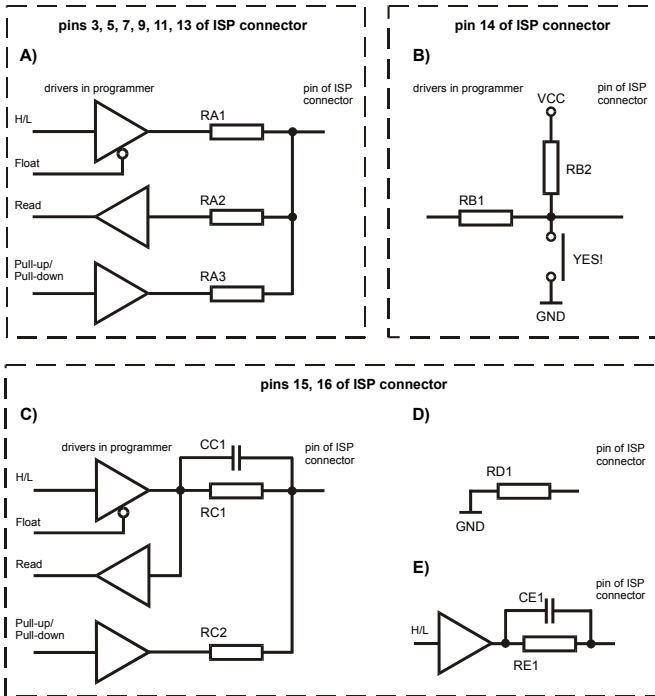 pins 3, 5, 7, 9, 11, 13 of ISP connector
A)
drivers in programmer
pin of ISP
connector
H/L
RA1
Float
Read
RA2
Pull-up/
Pull-down
RA3
pin 14 of ISP connector
B)
drivers in programmer
pin of ISP
connector
VCC
RB2
RB1
YES!
GND
pins 15, 16 of ISP connector
C)
drivers in programmer
CC1
pin of ISP
connector
H/L
RC1
Float
Read
Pull-up/
Pull-down
RC2
D)
pin of ISP
connector
RD1
GND
E)
pin of ISP
connector
CE1
H/L
RE1